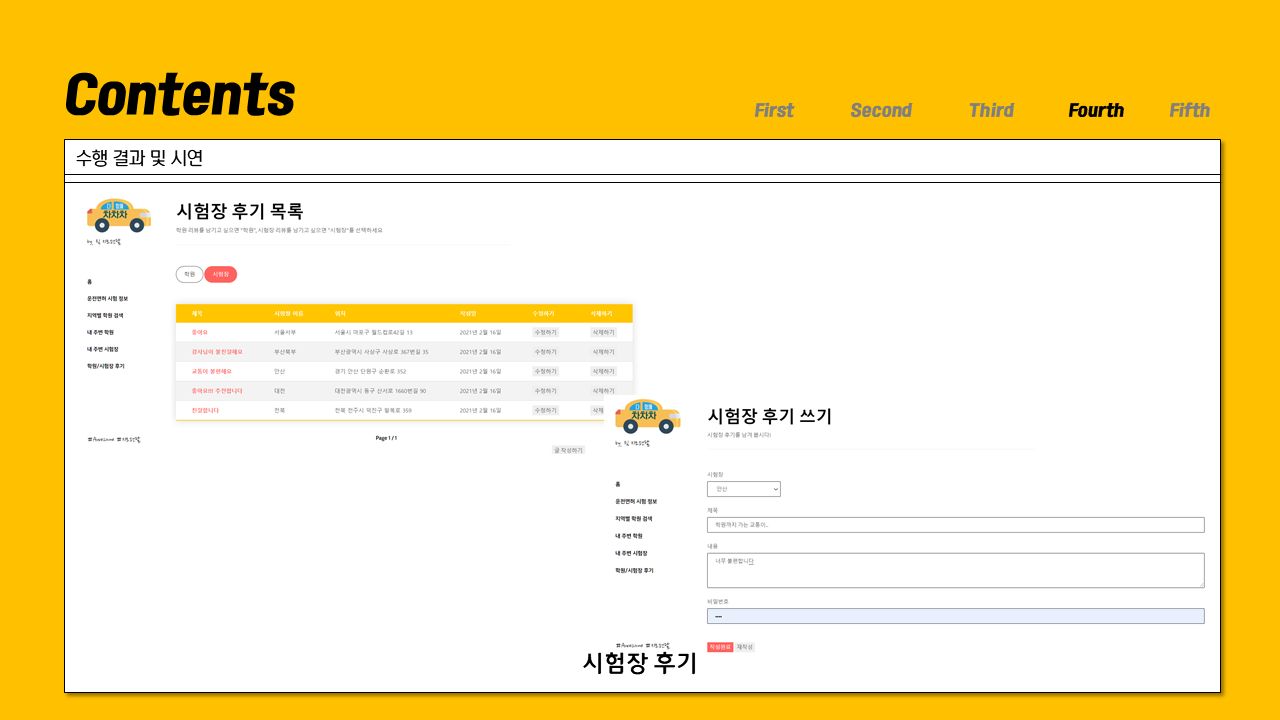 Contents
First Second Third Fourth Fifth
수행 결과 및 시연
다 함께
차차차
시험장 후기 목록
학원 리뷰를 남기고 싶으면 "학원", 시험장 리뷰를 남기고 싶으면 "시험장"를 선택하세요
학원 시험장
홈
운전면허 시험 정보
지역별 학원 검색
내 주변 학원
내 주변 시험장
학원/시험장 후기
제목 시험장 이름 위치 작성일 수정하기 삭제하기
좋아요 서울서부 서울시 마포구 월드컵로42길 13 2021년 2월 16일 수정하기 삭제하기
강사님이 불친절해요 부산북부 부산광역시 사상구 사상로 367번길 35 2021년 2월 16일 수정하기 삭제하기
교통이 불편해요 안산 경기 안산 단원구 순환로 352 2021년 2월 16일 수정하기 삭제하기
좋아요!! 추천합니다 대전 대전광역시 동구 산서로 1660번길 90 2021년 2월 16일 수정하기 삭제하기
친절합니다 전북 전북 전주시 덕진구 팔복로 359 2021년 2월 16일 수정하기
Page 1 / 1
글 작성하기
다 함께
차차차
시험장 후기 쓰기
시험장 후기를 남겨 봅시다!
홈
운전면허 시험 정보
지역별 학원 검색
내 주변 학원
내 주변 시험장
학원/시험장 후기
시험장
안산
제목
학원까지 가는 교통이..
내용
너무 불편합니다
비밀번호
작성완료 재작성
시험장 후기